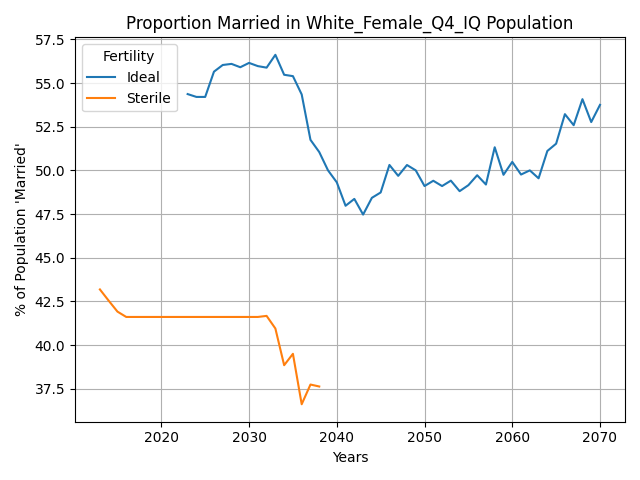 Proportion Married in White_Female_Q4_IQ Population
% of Population 'Married'
57.5
55.0
52.5
50.0
47.5
45.0
42.5
40.0
37.5
Fertility
Ideal
Sterile
2020 2030 2040 2050 2060 2070
Years